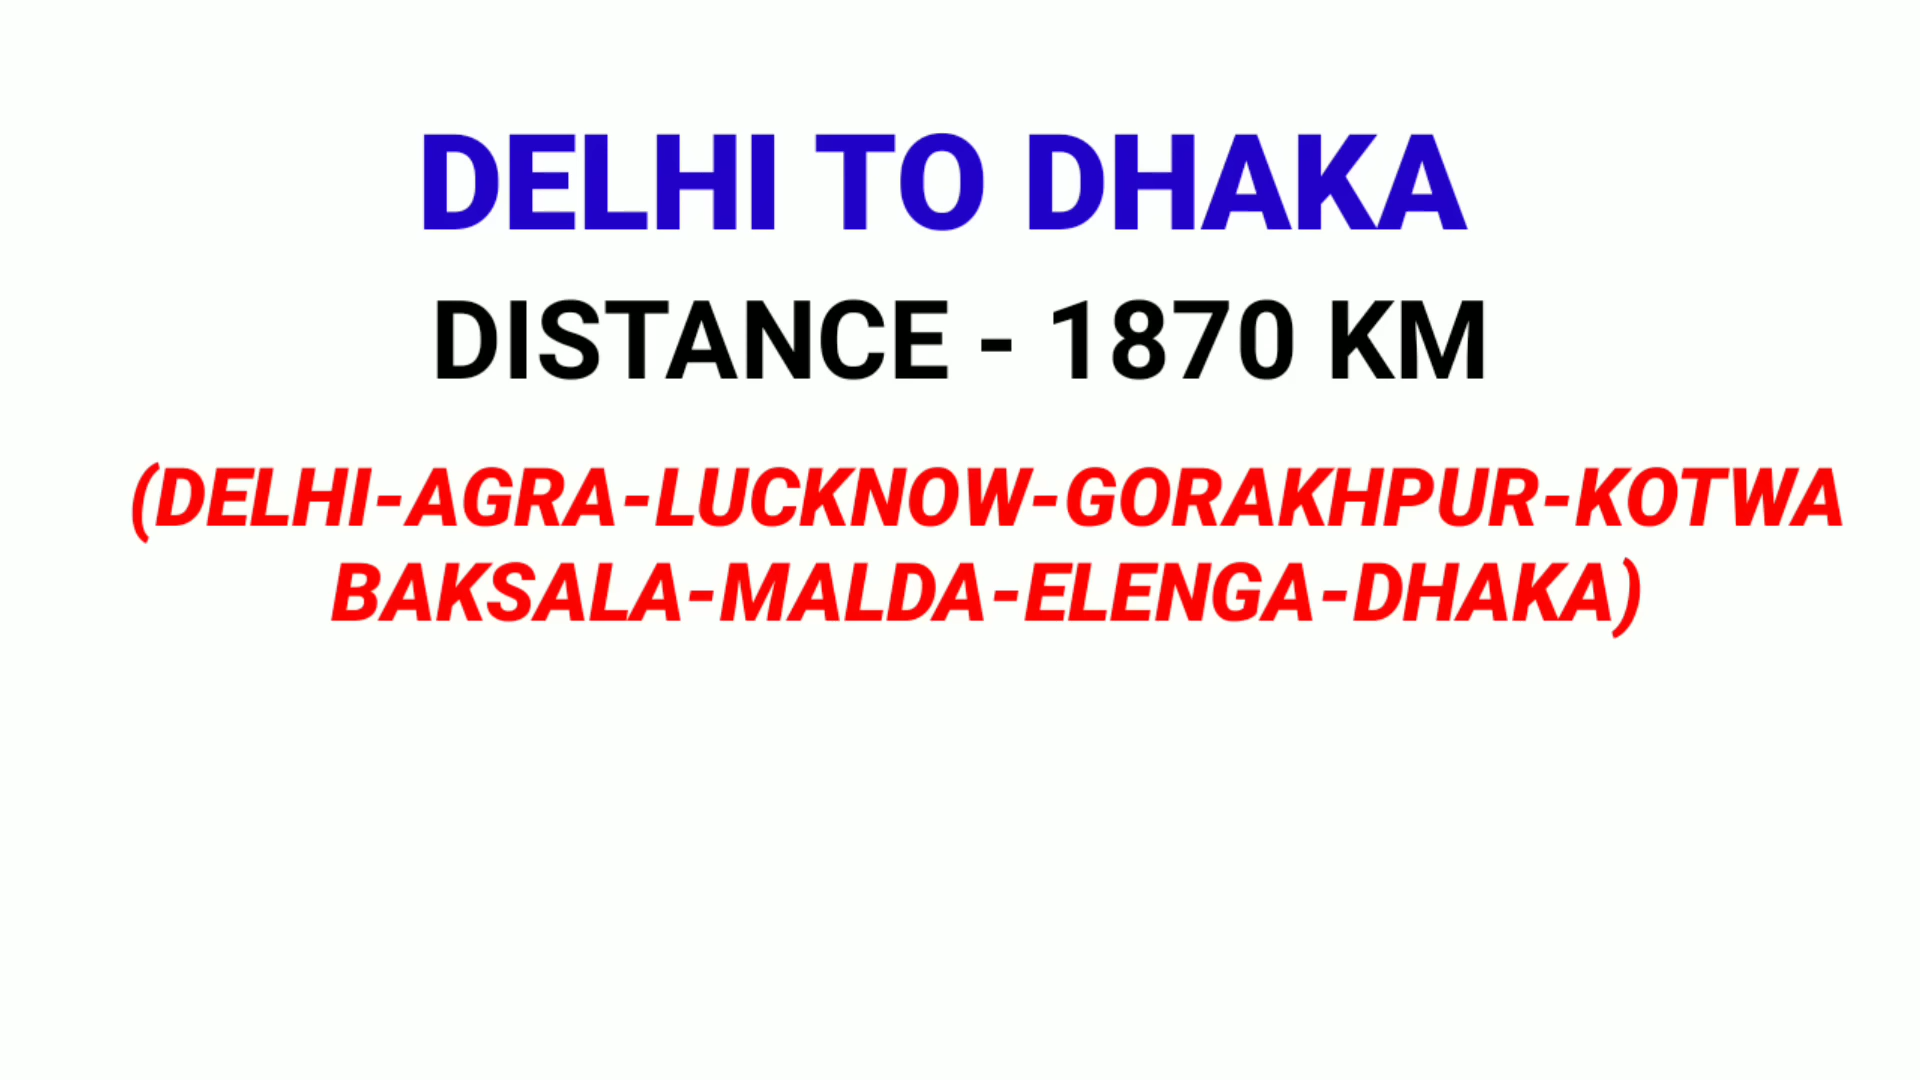 DELHI TO DHAKA
DISTANCE - 1870 KM
(DELHI-AGRA-LUCKNOW-GORAKHPUR-KOTWA
BAKSALA-MALDA-ELENGA-DHAKA)